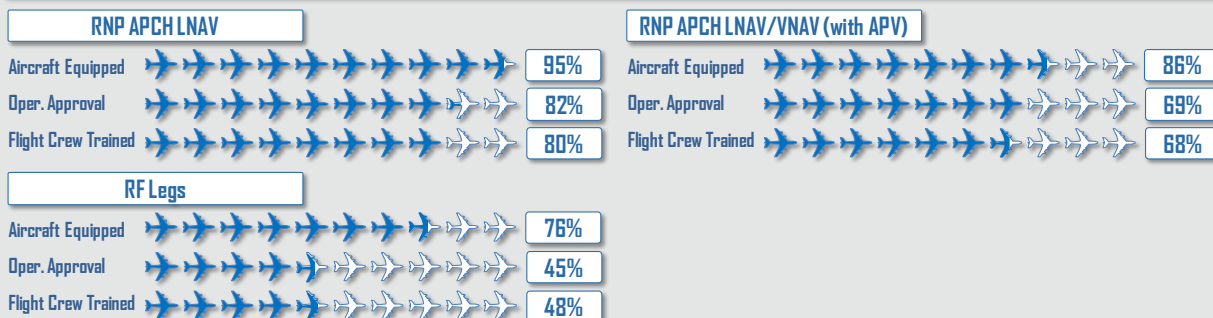 RNP APCH LNAV
Aircraft Equipped 95%
Oper. Approval 82%
Flight Crew Trained 80%
RNP APCH LNAV/VNAV (with APV)
Aircraft Equipped 86%
Oper. Approval 69%
Flight Crew Trained 68%
RF Legs
Aircraft Equipped 76%
Oper. Approval 45%
Flight Crew Trained 48%